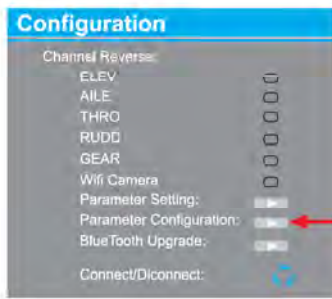 Configuration
Channel Reverse:
ELEV
AILE
THRO
RUDD
GEAR
Wifi Camera
Parameter Setting:
Parameter Configuration:
BlueTooth Upgrade:
Connect/Diconnect: